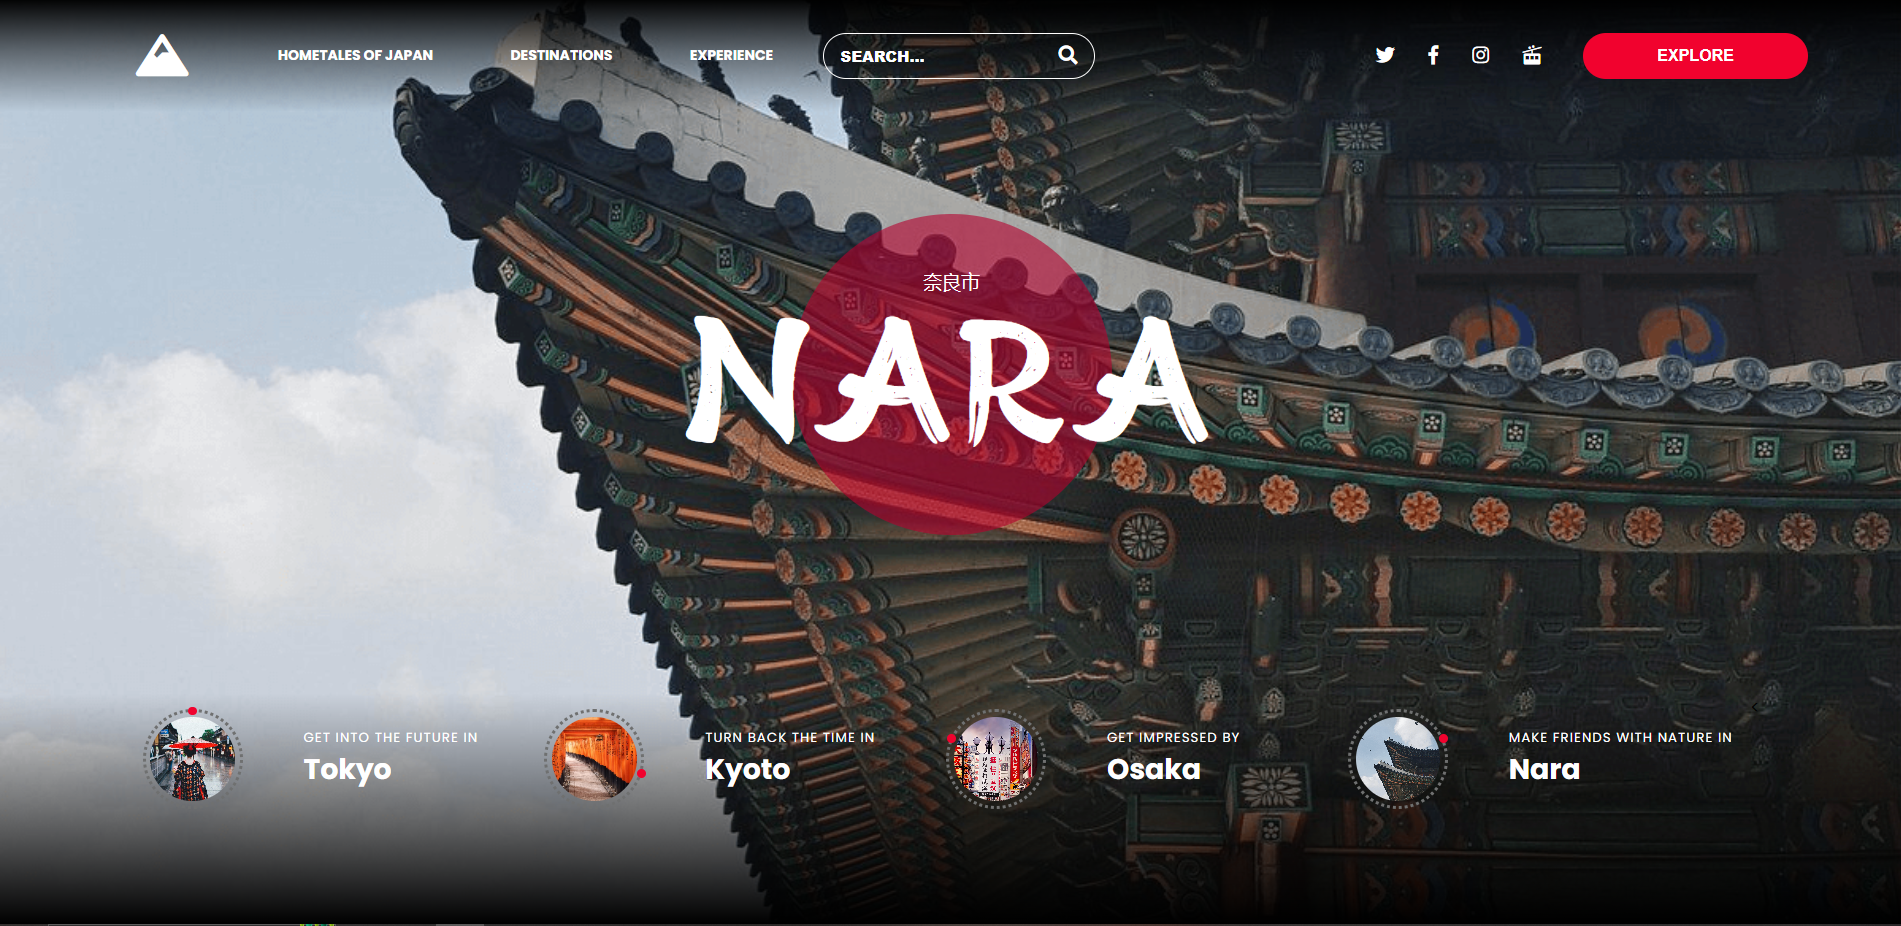 HOMETALES OF JAPAN
DESTINATIONS
EXPERIENCE
SEARCH...
EXPLORE
奈良市
NARA
GET INTO THE FUTURE IN
Tokyo
TURN BACK THE TIME IN
Kyoto
GET IMPRESSED BY
Osaka
MAKE FRIENDS WITH NATURE IN
Nara